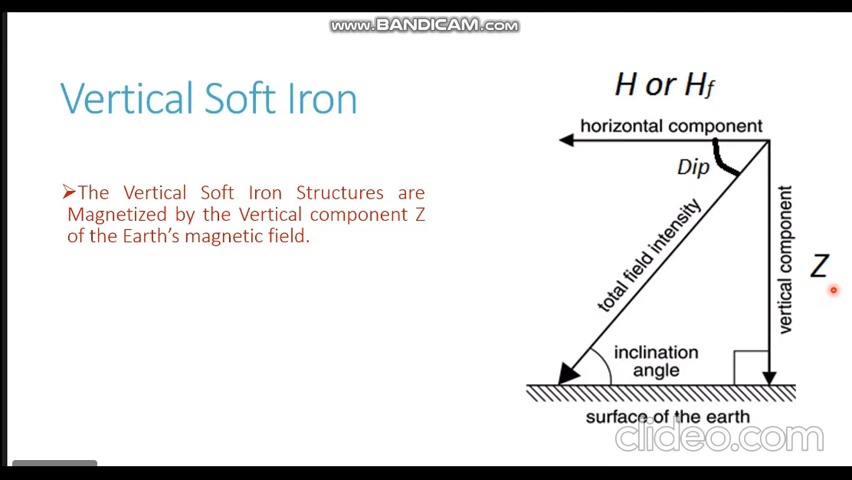 WWW.BANDICAM.COM
Vertical Soft Iron
➢The Vertical Soft Iron Structures are
Magnetized by the Vertical component Z
of the Earth's magnetic field.
H or Hf
horizontal component
Dip
total field intensity
vertical component
Z
inclination
angle
surface of the earth
clideo.com